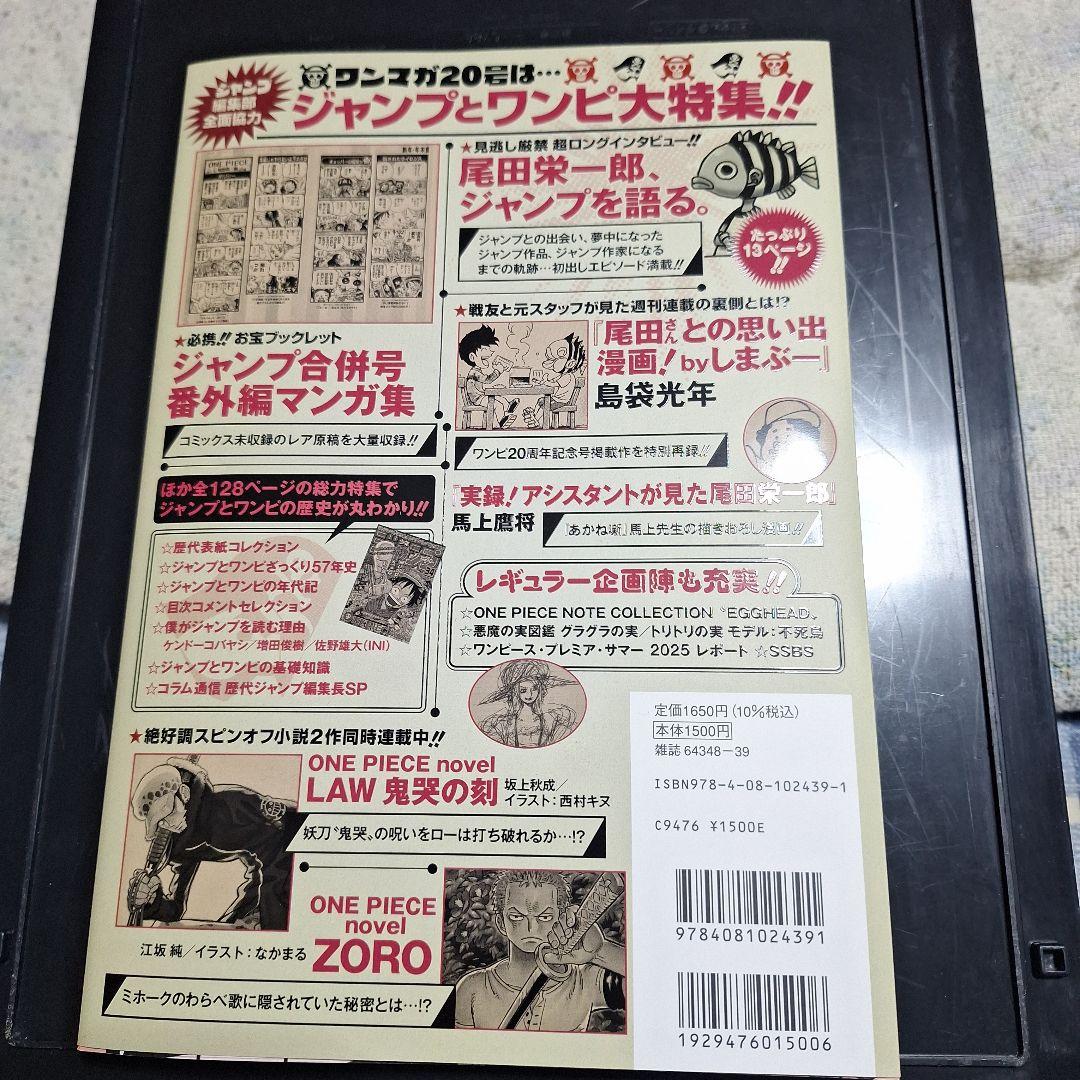 ジャンプ
編集部
全面協力
ワンマガ20号は…
ジャンプとワンピ大特集!!
★見逃し厳禁 超ロングインタビュー!!
尾田栄一郎、
ジャンプを語る。
たっぷり
13ページ!!
ジャンプとの出会い、夢中になった
ジャンプ作品、ジャンプ作家になる
までの軌跡…初出しエピソード満載!!
ONE PIECE
★必携!! お宝ブックレット
ジャンプ合併号
番外編マンガ集
コミックス未収録のレア原稿を大量収録!!
★戦友と元スタッフが見た週刊連載の裏側とは!?
『尾田さんとの思い出
漫画!byしまぶー』
島袋光年
ワンピ20周年記念号掲載作を特別再録!!
『実録!アシスタントが見た尾田栄一郎』
馬上鷹将
『あかね噺』馬上先生の描きおろし漫画!!
ほか全128ページの総力特集で
ジャンプとワンピの歴史が丸わかり!!
☆歴代表紙コレクション
☆ジャンプとワンピざっくり57年史
☆ジャンプとワンピの年代記
☆目次コメントセレクション
☆僕がジャンプを読む理由
ケンドーコバヤシ/増田俊樹/佐野雄大(INI)
☆ジャンプとワンピの基礎知識
☆コラム通信 歴代ジャンプ編集長SP
レギュラー企画陣も充実!!
☆ONE PIECE NOTE COLLECTION 〝EGGHEAD〟
☆悪魔の実図鑑 グラグラの実/トリトリの実 モデル:不死鳥
☆ワンピース・プレミア・サマー 2025 レポート ☆SSBS
★絶好調スピンオフ小説2作同時連載中!!
ONE PIECE novel
LAW 鬼哭の刻
坂上秋成/
イラスト:西村キヌ
妖刀〝鬼哭〟の呪いをローは打ち破れるか…!?
ONE PIECE
novel
ZORO
江坂 純/イラスト:なかまる
ミホークのわらべ歌に隠されていた秘密とは…!?
定価1650円(10%税込)
本体1500円
雑誌 64348-39
ISBN978-4-08-102439-1
C9476 ¥1500E
9784081024391
1929476015006